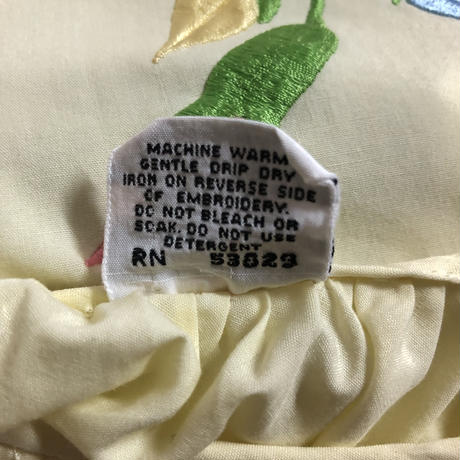 MACHINE WARM
GENTLE DRIP DRY
IRON ON REVERSE SIDE
OF EMBROIDERY.
DO NOT BLEACH OR
SOAK. DO NOT USE
DETERGENT
RN 53829